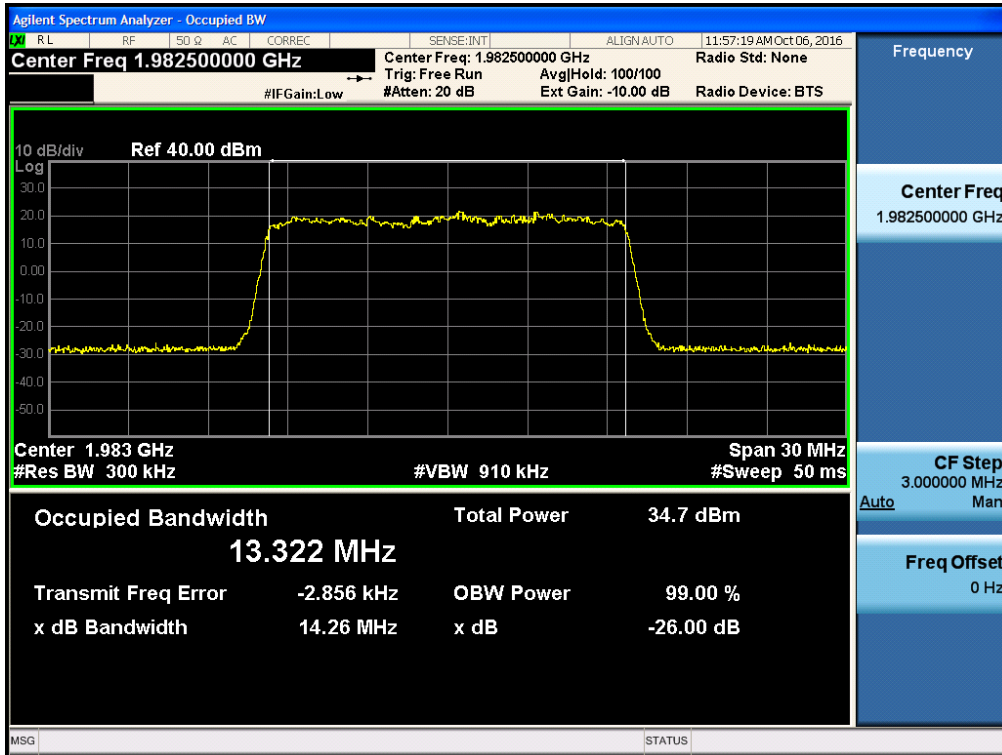 Agilent Spectrum Analyzer - Occupied BW
LXI RL RF 50 Ω AC CORREC SENSE:INT ALIGN AUTO 11:57:19 AM Oct 06, 2016
Center Freq 1.982500000 GHz
#IFGain:Low
Center Freq: 1.982500000 GHz
Trig: Free Run Avg|Hold: 100/100
#Atten: 20 dB Ext Gain: -10.00 dB
Radio Std: None
Radio Device: BTS
10 dB/div Ref 40.00 dBm
Log
30.0
20.0
10.0
0.00
-10.0
-20.0
-30.0
-40.0
-50.0
Center 1.983 GHz Span 30 MHz
#Res BW 300 kHz #VBW 910 kHz #Sweep 50 ms
Occupied Bandwidth Total Power 34.7 dBm
13.322 MHz
Transmit Freq Error -2.856 kHz OBW Power 99.00 %
x dB Bandwidth 14.26 MHz x dB -26.00 dB
MSG STATUS
Frequency
Center Freq
1.982500000 GHz
CF Step
3.000000 MHz
Auto Man
Freq Offset
0 Hz